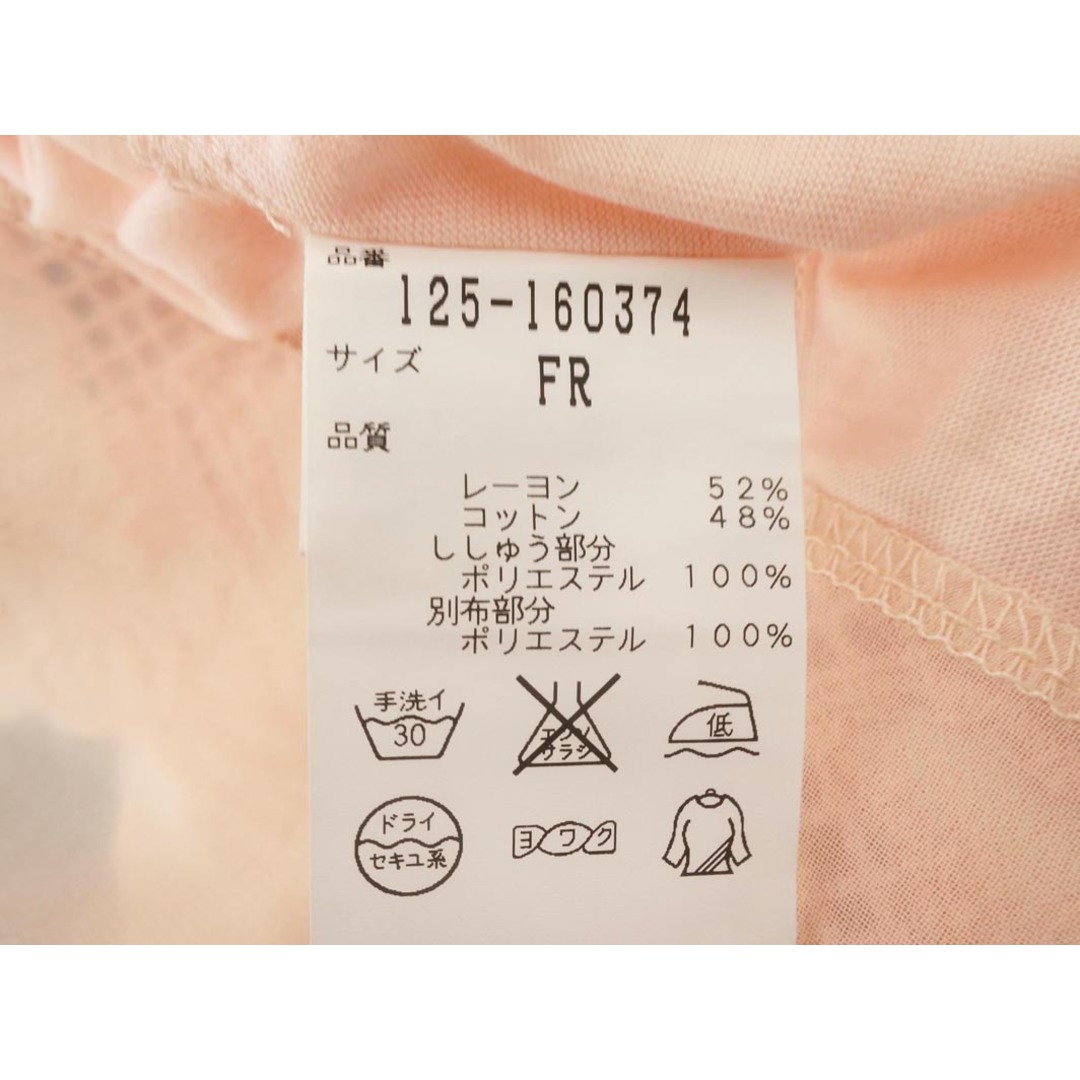 品番
125-160374
サイズ
FR
品質
レーヨン 52%
コットン 48%
ししゅう部分
ポリエステル 100%
別布部分
ポリエステル 100%
手洗イ
30
エンソ
サラシ
低
ドライ
セキユ系
ヨワク